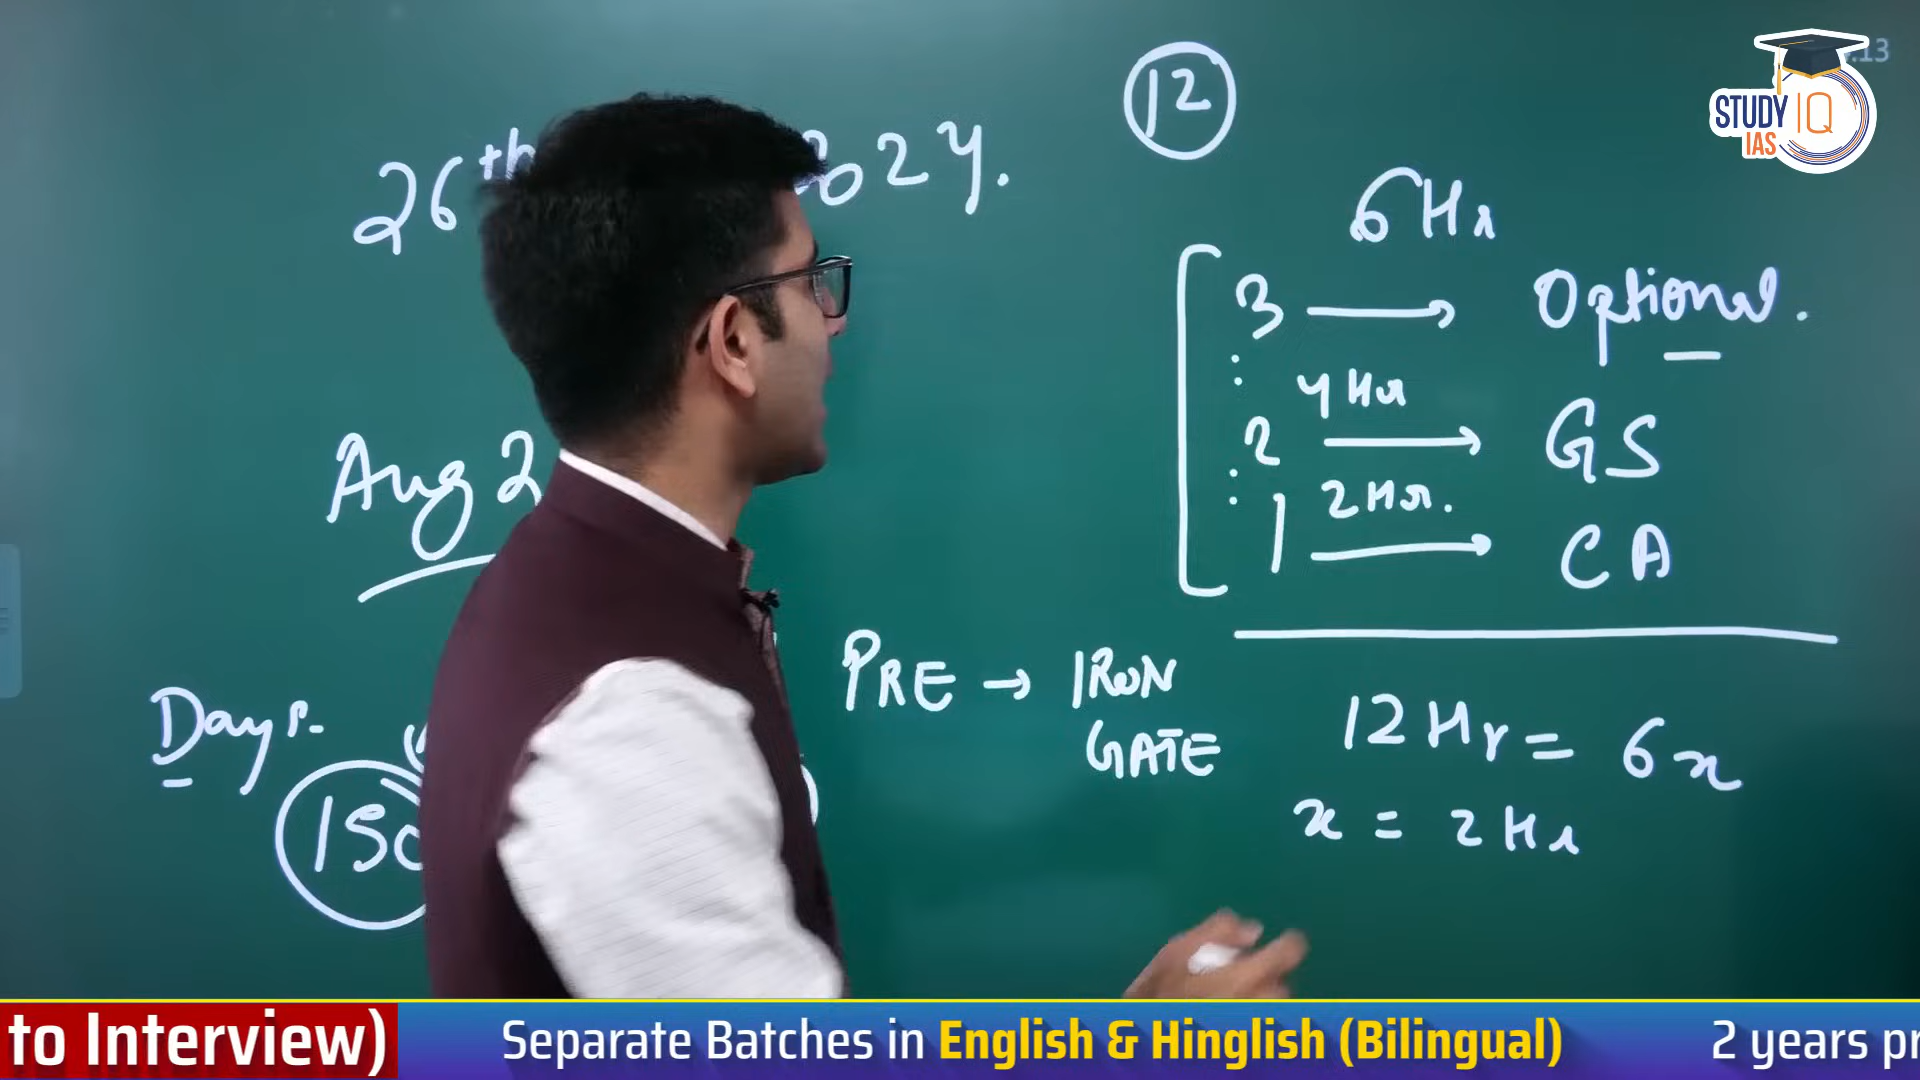 26th 2024.
12
.13
STUDY IQ
IAS
6 Hr
3 → Optional.
4 Hr
2 → GS
2 Hr.
1 → CA
Aug 2
PRE → IRON
GATE
Days.
150
12 Hr = 6x
x = 2 Hr
to Interview)
Separate Batches in English & Hinglish (Bilingual)
2 years pr